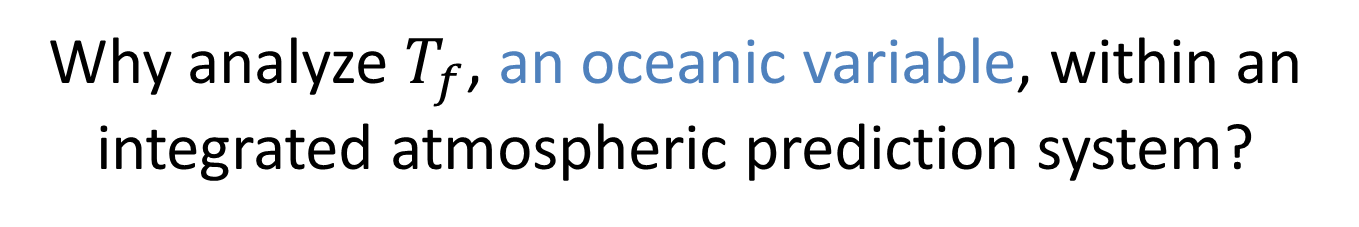 Why analyze T_f, an oceanic variable, within an
integrated atmospheric prediction system?